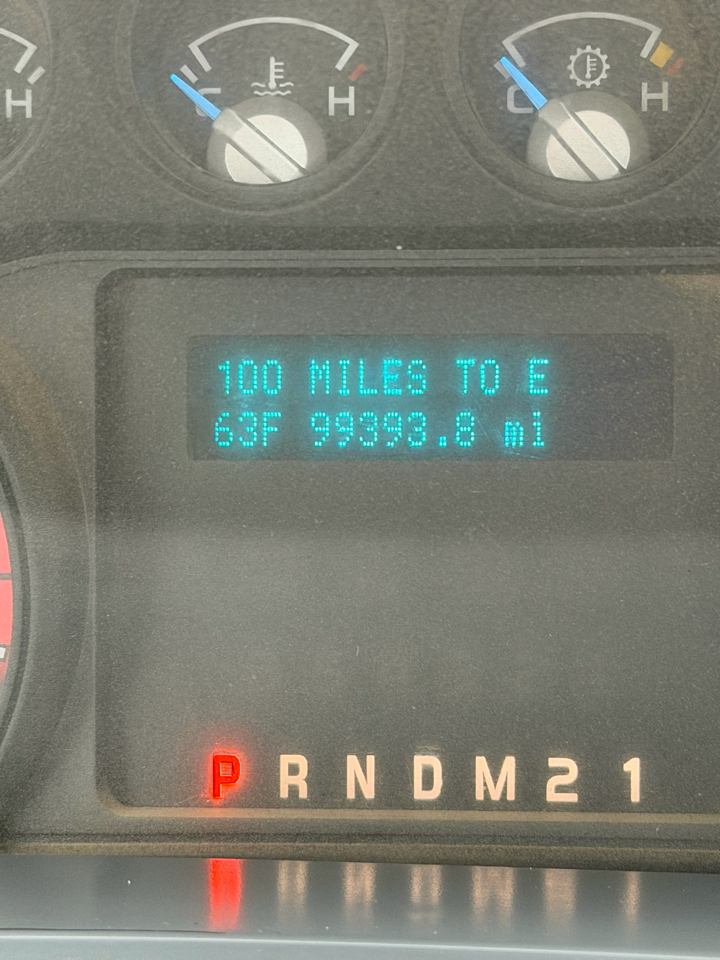 H C H C H
100 MILES TO E
63F 99393.8 mi
P R N D M 2 1